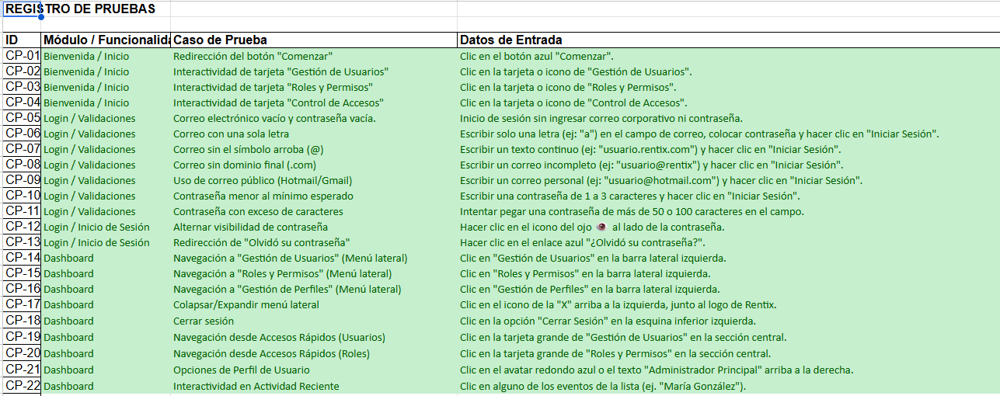 REGISTRO DE PRUEBAS
ID Módulo / Funcionalida Caso de Prueba Datos de Entrada
CP-01 Bienvenida / Inicio Redirección del botón "Comenzar" Clic en el botón azul "Comenzar".
CP-02 Bienvenida / Inicio Interactividad de tarjeta "Gestión de Usuarios" Clic en la tarjeta o icono de "Gestión de Usuarios".
CP-03 Bienvenida / Inicio Interactividad de tarjeta "Roles y Permisos" Clic en la tarjeta o icono de "Roles y Permisos".
CP-04 Bienvenida / Inicio Interactividad de tarjeta "Control de Accesos" Clic en la tarjeta o icono de "Control de Accesos".
CP-05 Login / Validaciones Correo electrónico vacío y contraseña vacía. Inicio de sesión sin ingresar correo corporativo ni contraseña.
CP-06 Login / Validaciones Correo con una sola letra Escribir solo una letra (ej: "a") en el campo de correo, colocar contraseña y hacer clic en "Iniciar Sesión".
CP-07 Login / Validaciones Correo sin el símbolo arroba (@) Escribir un texto continuo (ej: "usuario.rentix.com") y hacer clic en "Iniciar Sesión".
CP-08 Login / Validaciones Correo sin dominio final (.com) Escribir un correo incompleto (ej: "usuario@rentix") y hacer clic en "Iniciar Sesión".
CP-09 Login / Validaciones Uso de correo público (Hotmail/Gmail) Escribir un correo personal (ej: "usuario@hotmail.com") y hacer clic en "Iniciar Sesión".
CP-10 Login / Validaciones Contraseña menor al mínimo esperado Escribir una contraseña de 1 a 3 caracteres y hacer clic en "Iniciar Sesión".
CP-11 Login / Validaciones Contraseña con exceso de caracteres Intentar pegar una contraseña de más de 50 o 100 caracteres en el campo.
CP-12 Login / Inicio de Sesión Alternar visibilidad de contraseña Hacer clic en el icono del ojo 👁 al lado de la contraseña.
CP-13 Login / Inicio de Sesión Redirección de "Olvidó su contraseña" Hacer clic en el enlace azul "¿Olvidó su contraseña?".
CP-14 Dashboard Navegación a "Gestión de Usuarios" (Menú lateral) Clic en "Gestión de Usuarios" en la barra lateral izquierda.
CP-15 Dashboard Navegación a "Roles y Permisos" (Menú lateral) Clic en "Roles y Permisos" en la barra lateral izquierda.
CP-16 Dashboard Navegación a "Gestión de Perfiles" (Menú lateral) Clic en "Gestión de Perfiles" en la barra lateral izquierda.
CP-17 Dashboard Colapsar/Expandir menú lateral Clic en el icono de la "X" arriba a la izquierda, junto al logo de Rentix.
CP-18 Dashboard Cerrar sesión Clic en la opción "Cerrar Sesión" en la esquina inferior izquierda.
CP-19 Dashboard Navegación desde Accesos Rápidos (Usuarios) Clic en la tarjeta grande de "Gestión de Usuarios" en la sección central.
CP-20 Dashboard Navegación desde Accesos Rápidos (Roles) Clic en la tarjeta grande de "Roles y Permisos" en la sección central.
CP-21 Dashboard Opciones de Perfil de Usuario Clic en el avatar redondo azul o el texto "Administrador Principal" arriba a la derecha.
CP-22 Dashboard Interactividad en Actividad Reciente Clic en alguno de los eventos de la lista (ej. "María González").